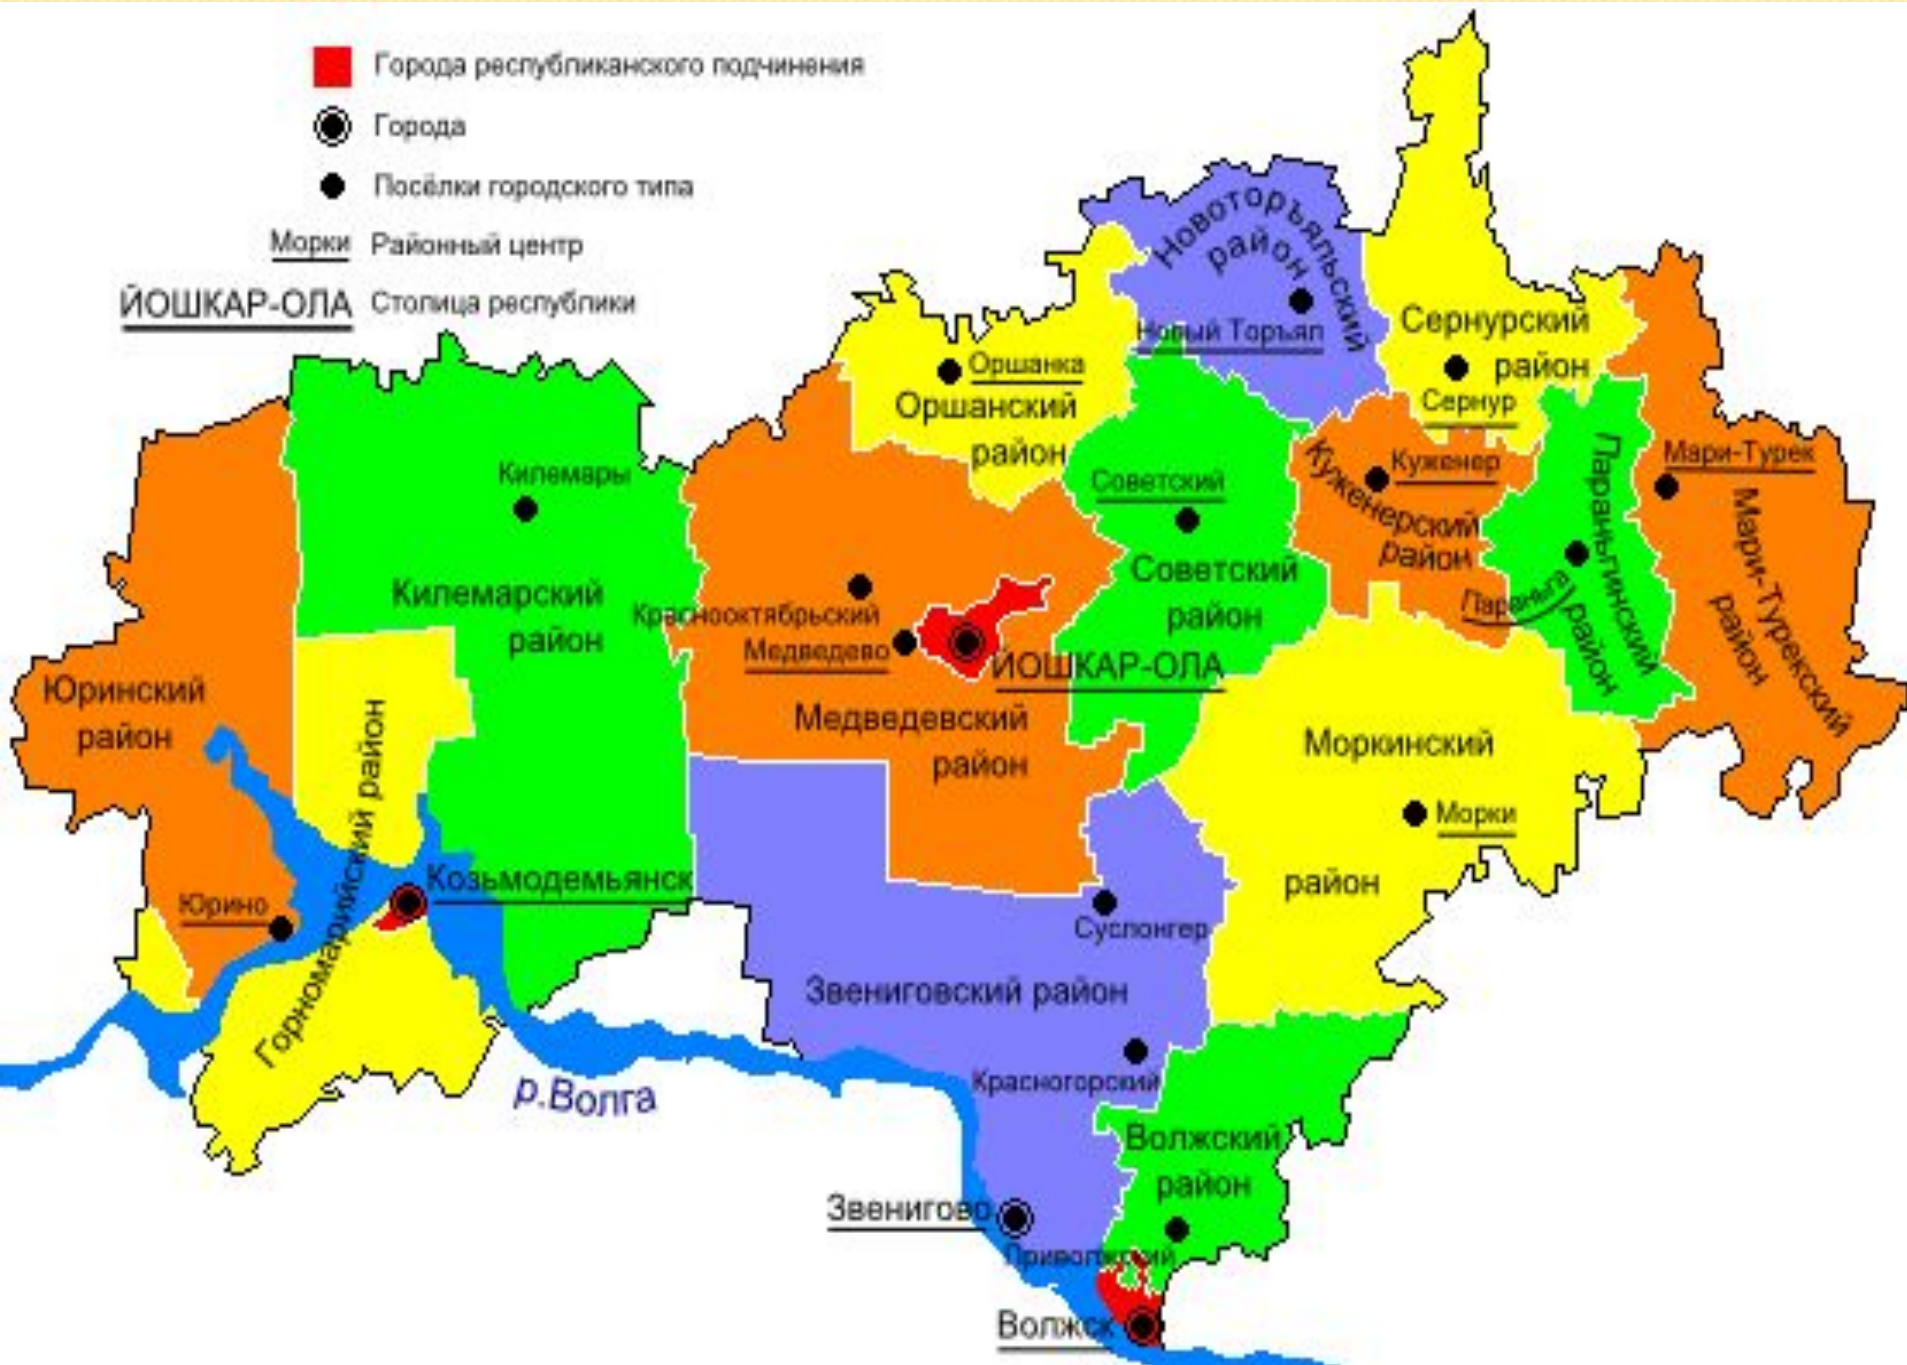 Города республиканского подчинения
Города
Посёлки городского типа
Морки Районный центр
ЙОШКАР-ОЛА Столица республики
Новоторъяльский
район
Новый Торъял
Сернурский
район
Сернур
Оршанка
Оршанский
район
Килемары
Килемарский
район
Советский
Советский
район
Куженер
Куженерский
район
Параньгинский
район
Параньга
Мари-Турек
Мари-Турекский
район
Краснооктябрьский
Медведево
ЙОШКАР-ОЛА
Медведевский
район
Юринский
район
Юрино
Горномарийский район
Козьмодемьянск
Моркинский
район
Морки
Суслонгер
Звениговский район
Красногорский
р.Волга
Волжский
район
Звенигово
Приволжский
Волжск